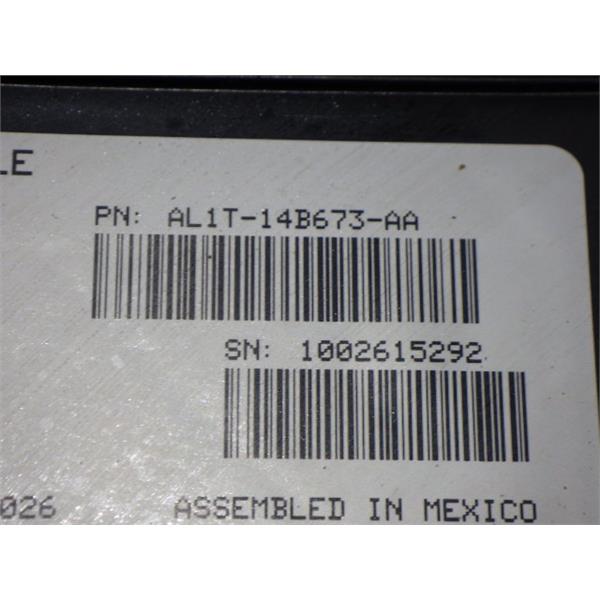 LE
PN: AL1T-14B673-AA
SN: 1002615292
026 ASSEMBLED IN MEXICO